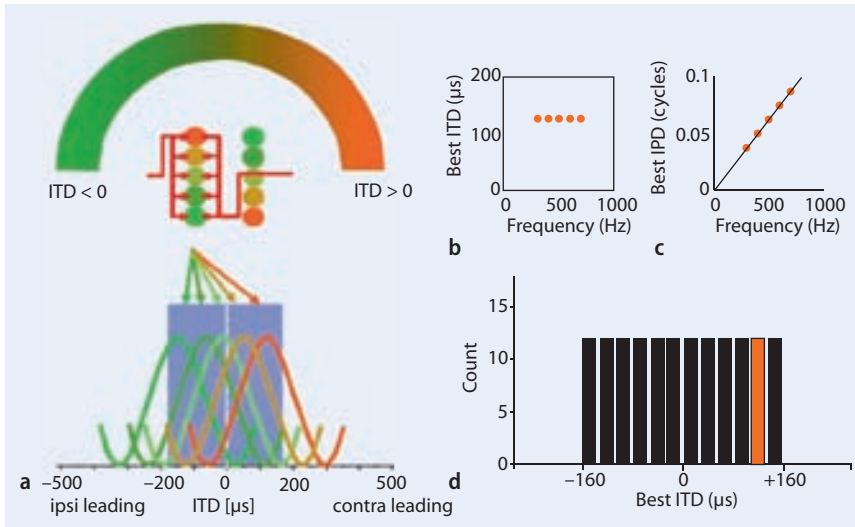 ITD < 0
ITD > 0
−500
−200
0
200
500
a
ipsi leading
ITD [µs]
contra leading
200
100
0
Best ITD (µs)
0
500
1000
Frequency (Hz)
b
0.1
0.05
0
Best IPD (cycles)
0
500
1000
Frequency (Hz)
c
15
10
5
0
Count
−160
0
+160
Best ITD (µs)
d